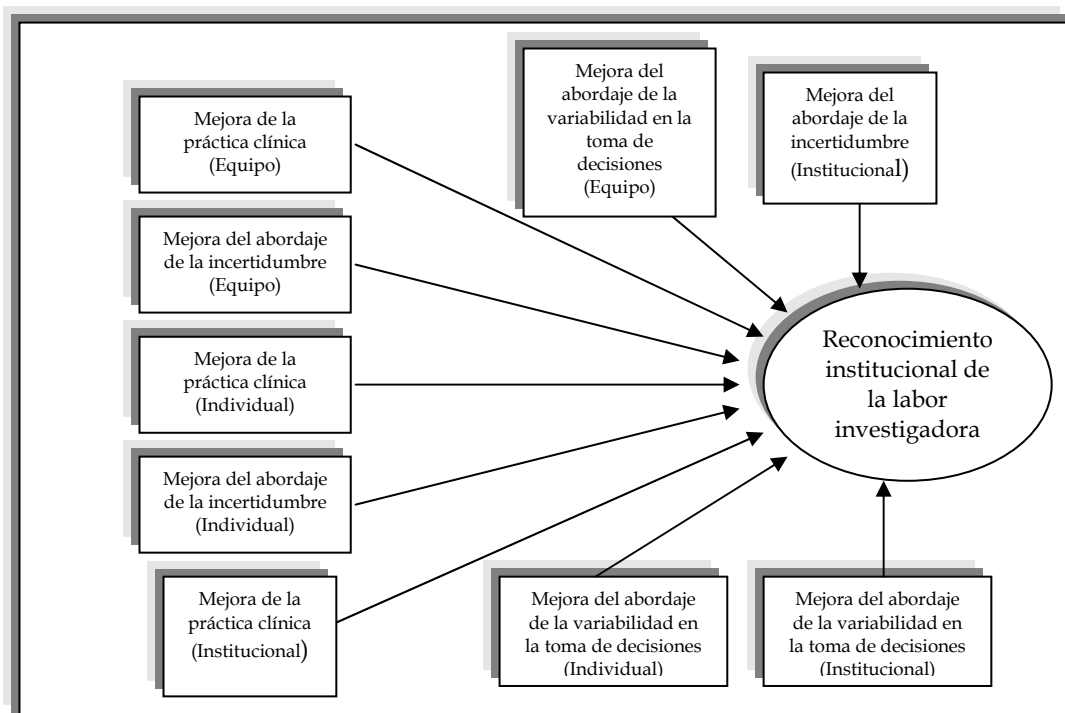 Mejora de la
práctica clínica
(Equipo)
Mejora del
abordaje de la
variabilidad en la
toma de
decisiones
(Equipo)
Mejora del
abordaje de la
incertidumbre
(Institucional)
Mejora del abordaje
de la incertidumbre
(Equipo)
Mejora de la
práctica clínica
(Individual)
Reconocimiento
institucional de
la labor
investigadora
Mejora del abordaje
de la incertidumbre
(Individual)
Mejora de la
práctica clínica
(Institucional)
Mejora del abordaje
de la variabilidad en
la toma de decisiones
(Individual)
Mejora del abordaje
de la variabilidad en
la toma de decisiones
(Institucional)